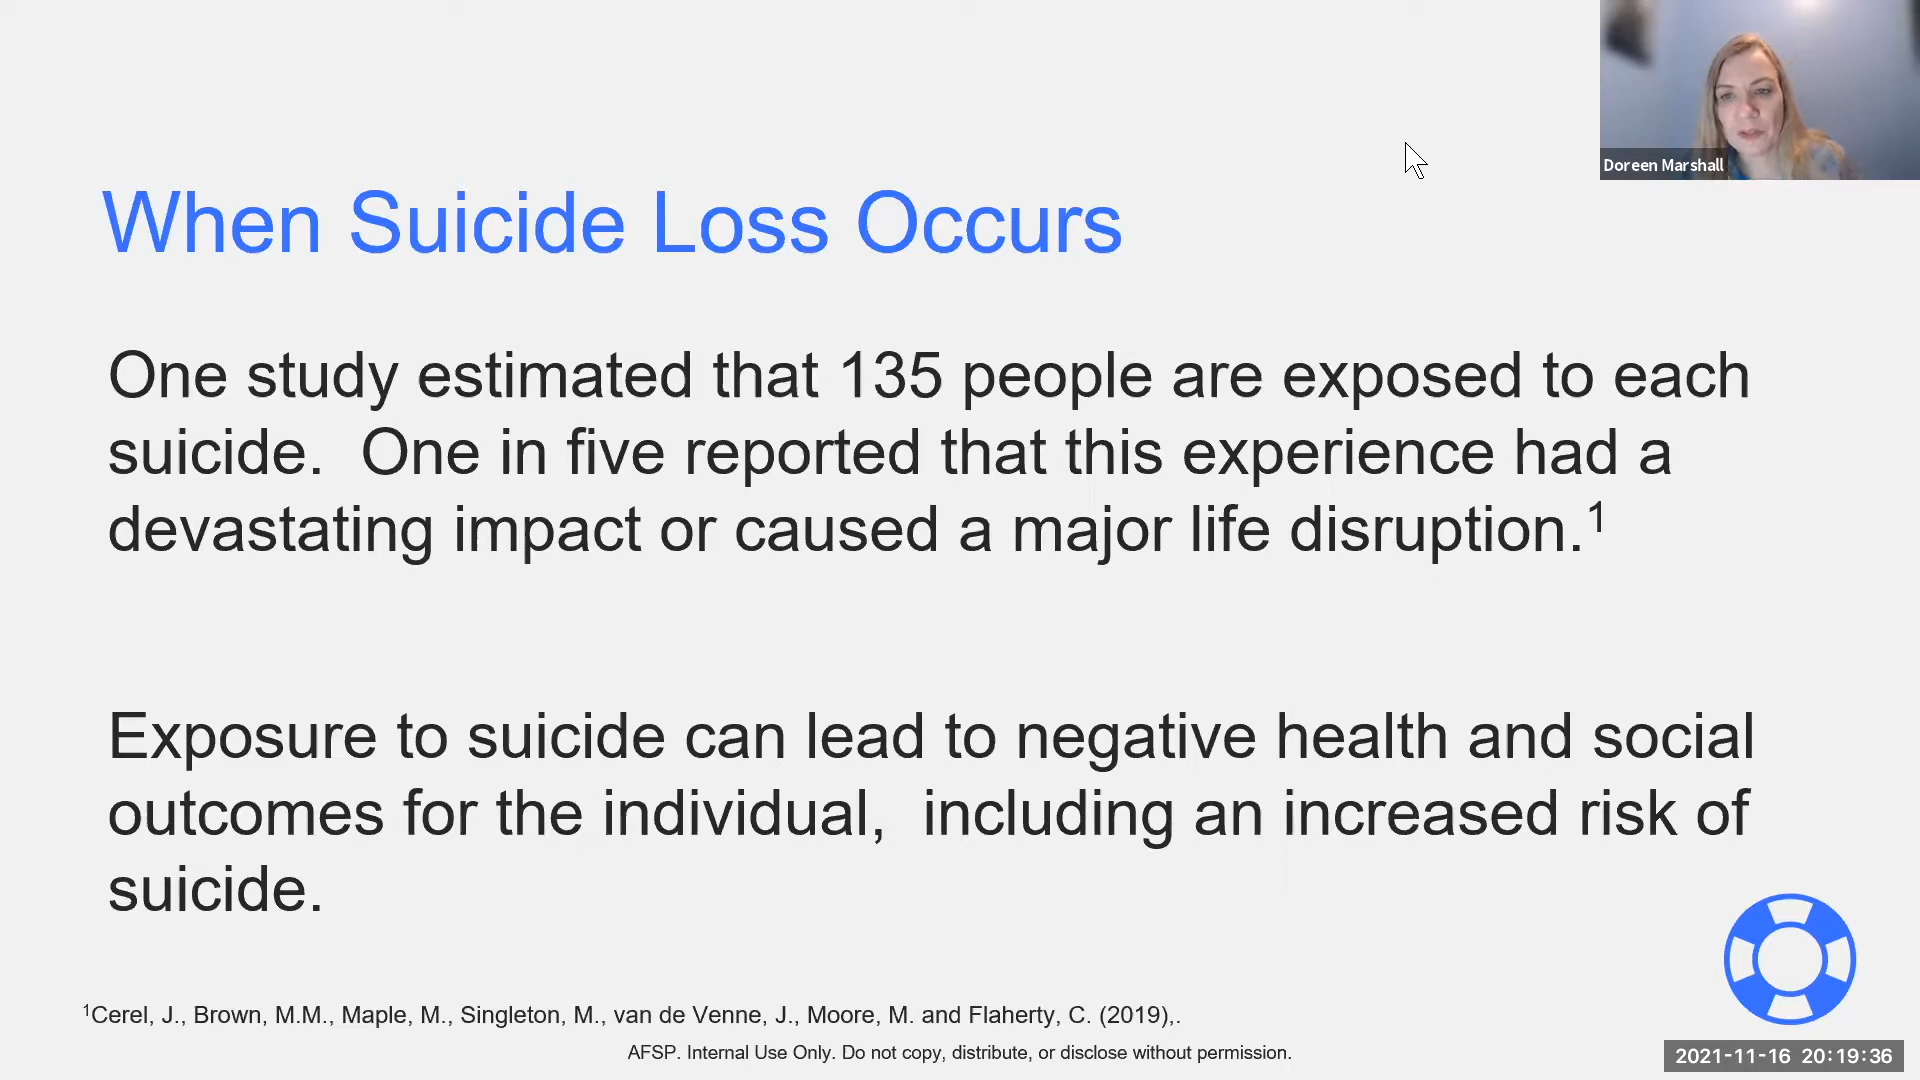 Doreen Marshall
When Suicide Loss Occurs
One study estimated that 135 people are exposed to each
suicide.  One in five reported that this experience had a
devastating impact or caused a major life disruption.¹
Exposure to suicide can lead to negative health and social
outcomes for the individual,  including an increased risk of
suicide.
¹Cerel, J., Brown, M.M., Maple, M., Singleton, M., van de Venne, J., Moore, M. and Flaherty, C. (2019),.
AFSP. Internal Use Only. Do not copy, distribute, or disclose without permission.
2021-11-16  20:19:36